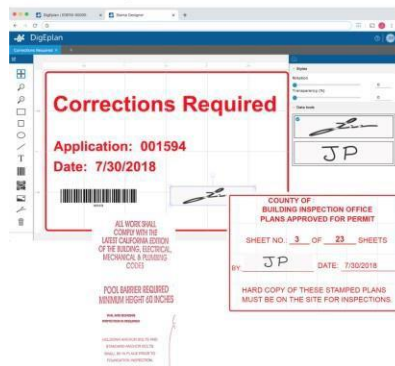 DigEplan
Stamp Designer
DigEplan
Corrections Required
Styles
Rotation
Transparency (%)
Corrections Required
Application: 001594
Date: 7/30/2018
JP
ALL WORK SHALL
COMPLY WITH THE
LATEST CALIFORNIA EDITION
OF THE BUILDING, ELECTRICAL,
MECHANICAL & PLUMBING
CODES
POOL BARRIER REQUIRED
MINIMUM HEIGHT 60 INCHES
COUNTY OF
BUILDING INSPECTION OFFICE
PLANS APPROVED FOR PERMIT
SHEET NO.: 3 OF 23 SHEETS
BY JP DATE: 7/30/2018
HARD COPY OF THESE STAMPED PLANS
MUST BE ON THE SITE FOR INSPECTIONS.